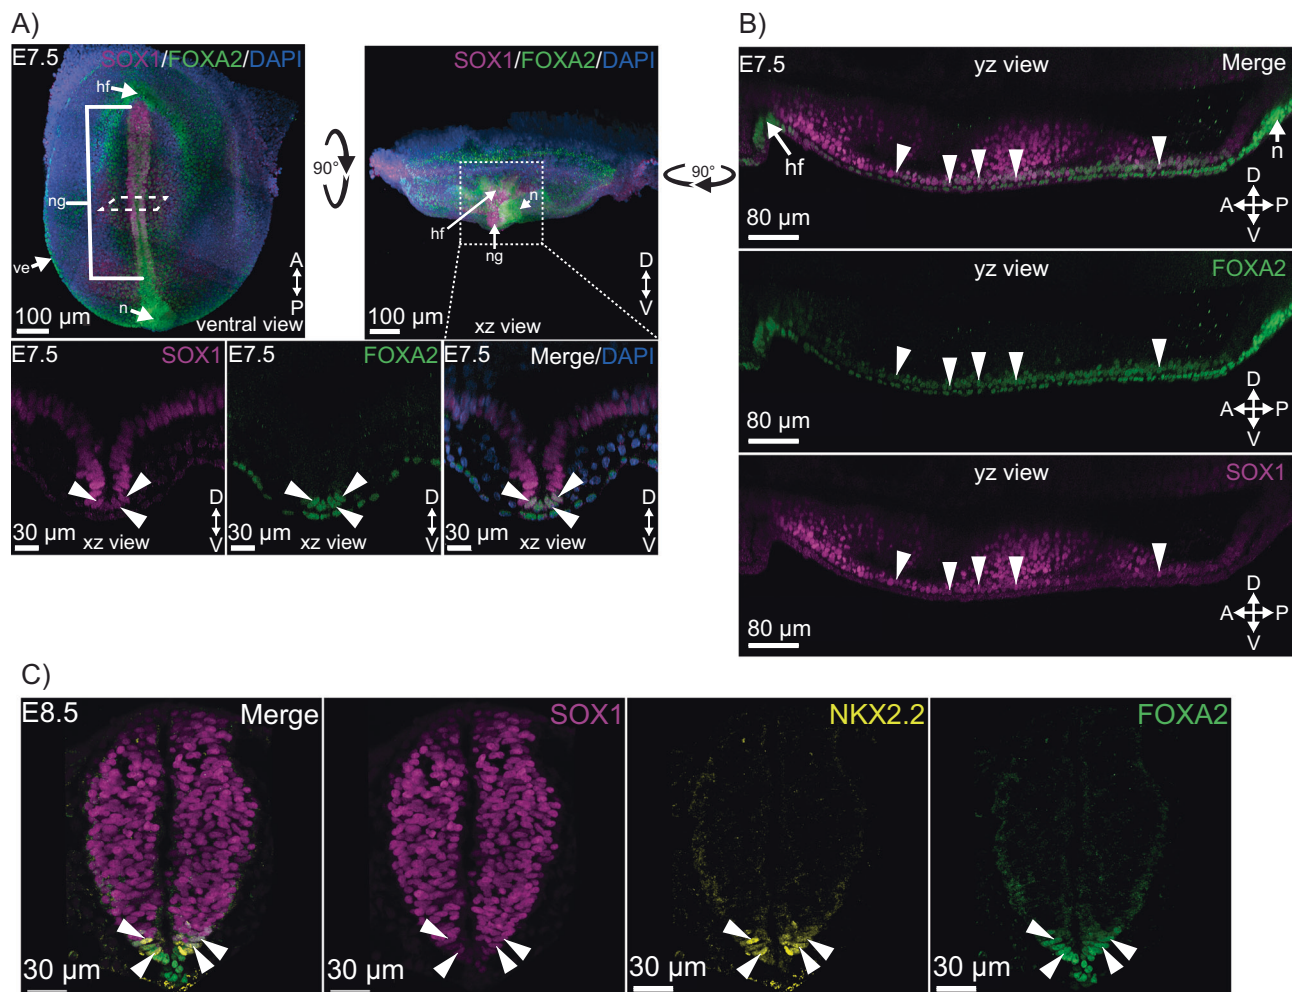 A)
E7.5 SOX1/FOXA2/DAPI
hf
ng
ve
n
A
P
100 µm
ventral view
90°
SOX1/FOXA2/DAPI
hf
n
ng
D
V
100 µm
xz view
90°
E7.5 SOX1
D
V
30 µm
xz view
E7.5 FOXA2
D
V
30 µm
xz view
E7.5 Merge/DAPI
D
V
30 µm
xz view
B)
E7.5 yz view Merge
hf
n
D
A P
V
80 µm
yz view
FOXA2
D
A P
V
80 µm
yz view
SOX1
D
A P
V
80 µm
C)
E8.5 Merge
30 µm
SOX1
30 µm
NKX2.2
30 µm
FOXA2
30 µm